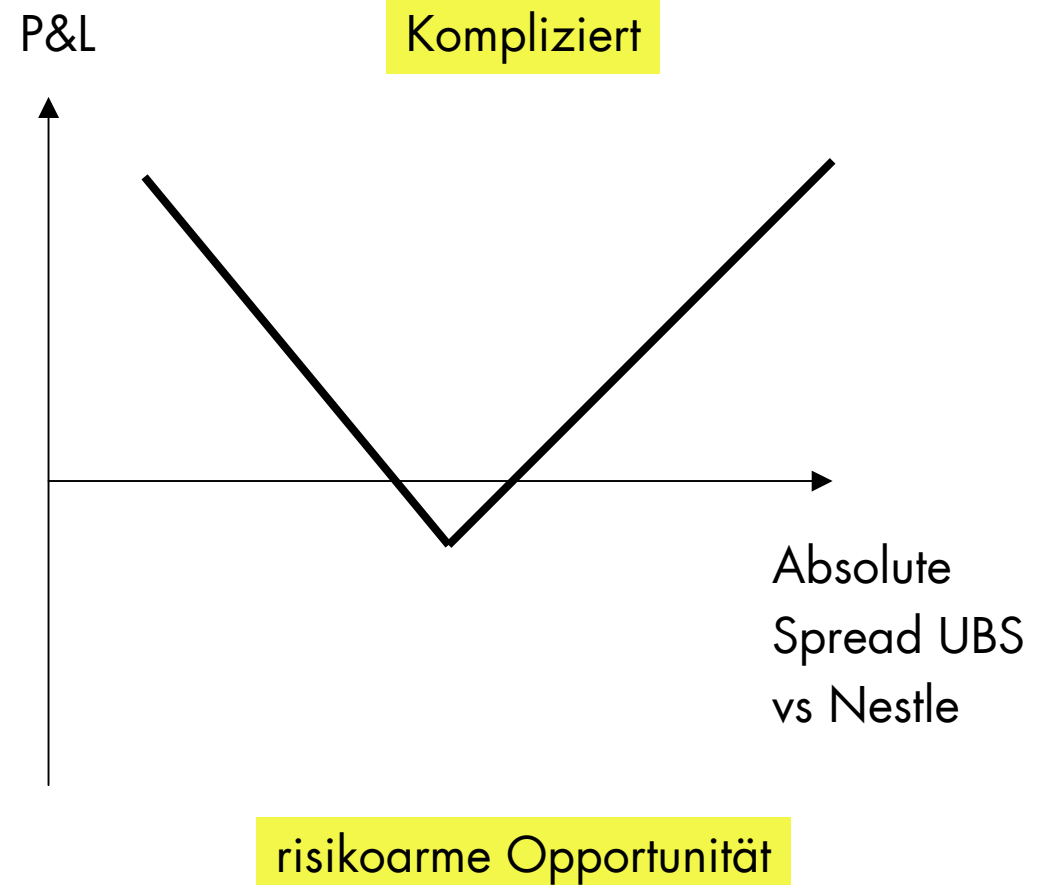 P&L
Kompliziert
Absolute
Spread UBS
vs Nestle
risikoarme Opportunität